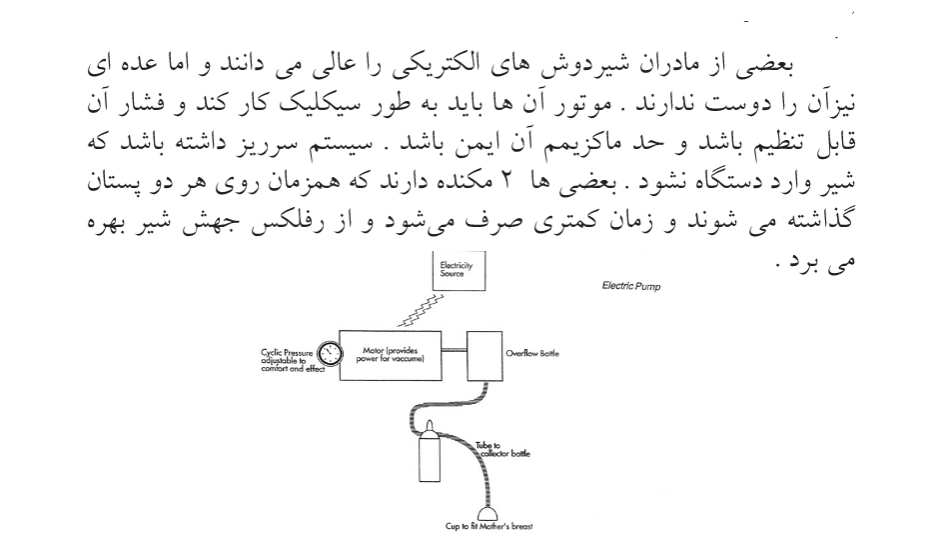 بعضی از مادران شیردوش های الکتریکی را عالی می دانند و اما عده ای
نیزآن را دوست ندارند . موتور آن ها باید به طور سیکلیک کار کند و فشار آن
قابل تنظیم باشد و حد ماکزیمم آن ایمن باشد . سیستم سرریز داشته باشد که
شیر وارد دستگاه نشود . بعضی ها ۲ مکنده دارند که همزمان روی هر دو پستان
گذاشته می شوند و زمان کمتری صرف می‌شود و از رفلکس جهش شیر بهره
می برد .
Electricity
Source
Electric Pump
Cyclic Pressure
adjustable to
comfort and effect
Motor (provides
power for vaccume)
Overflow Bottle
Tube to
collector bottle
Cup to fit Mother's breast